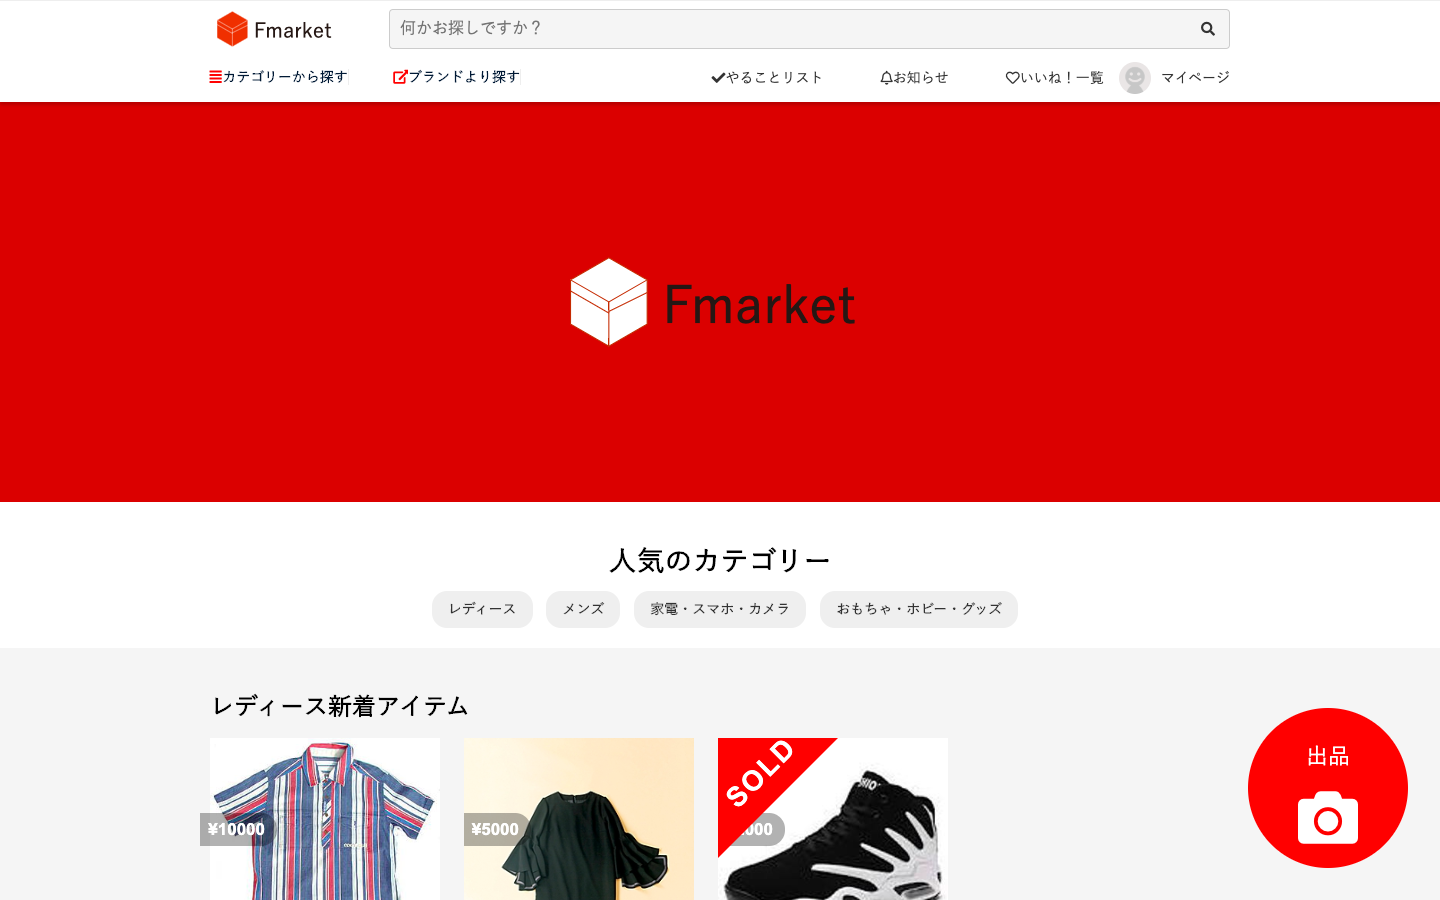 Fmarket
何かお探しですか？
カテゴリーから探す
ブランドより探す
やることリスト
お知らせ
いいね！一覧
マイページ
Fmarket
人気のカテゴリー
レディース
メンズ
家電・スマホ・カメラ
おもちゃ・ホビー・グッズ
レディース新着アイテム
¥10000
¥5000
SOLD
000
出品